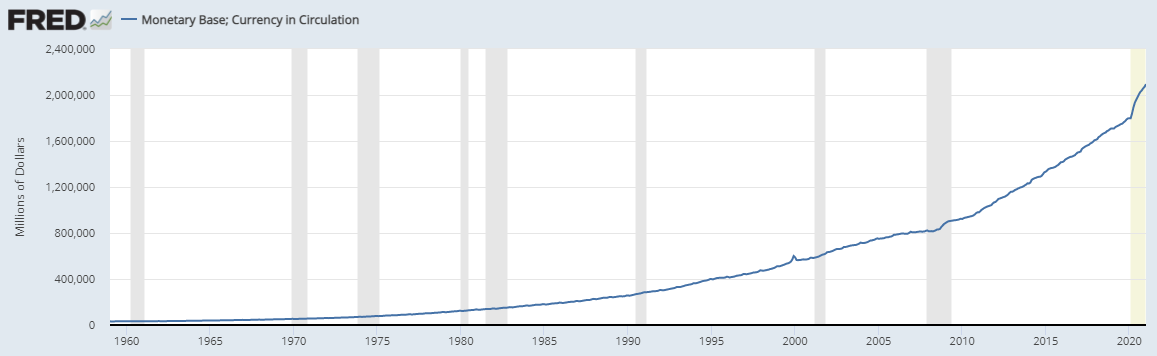 FRED
Monetary Base; Currency in Circulation
Millions of Dollars
2,400,000
2,000,000
1,600,000
1,200,000
800,000
400,000
0
1960 1965 1970 1975 1980 1985 1990 1995 2000 2005 2010 2015 2020